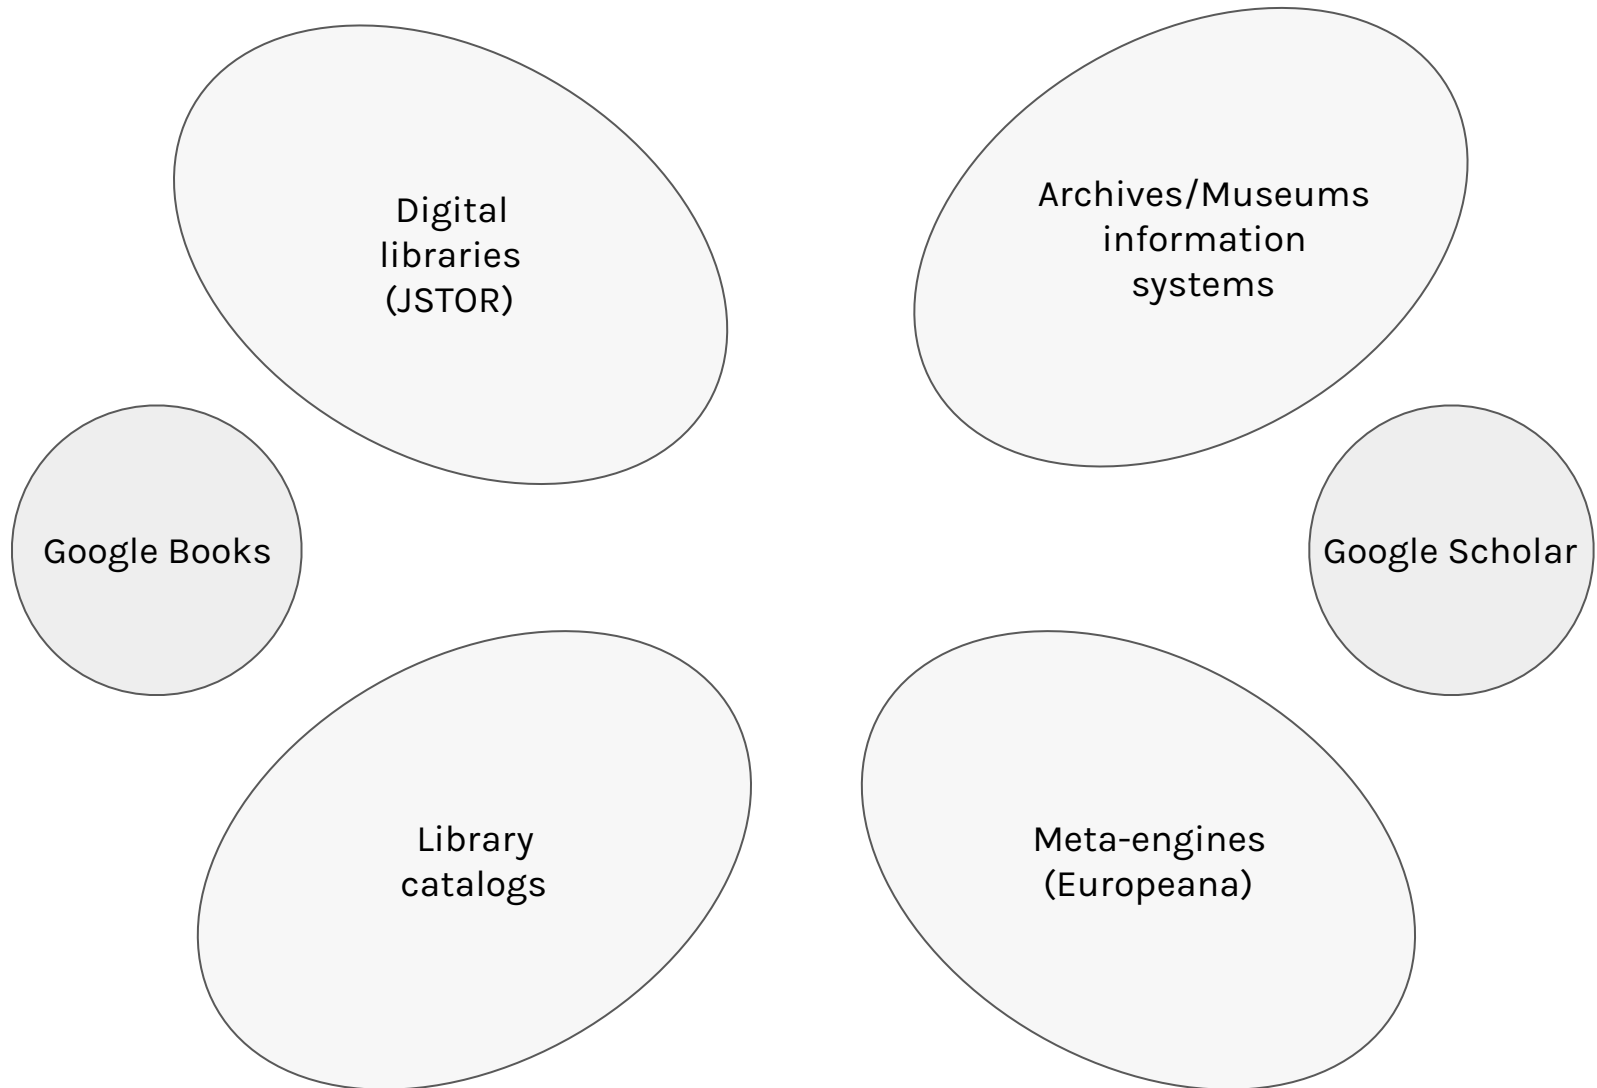 Digital
libraries
(JSTOR)
Archives/Museums
information
systems
Google Books
Google Scholar
Library
catalogs
Meta-engines
(Europeana)